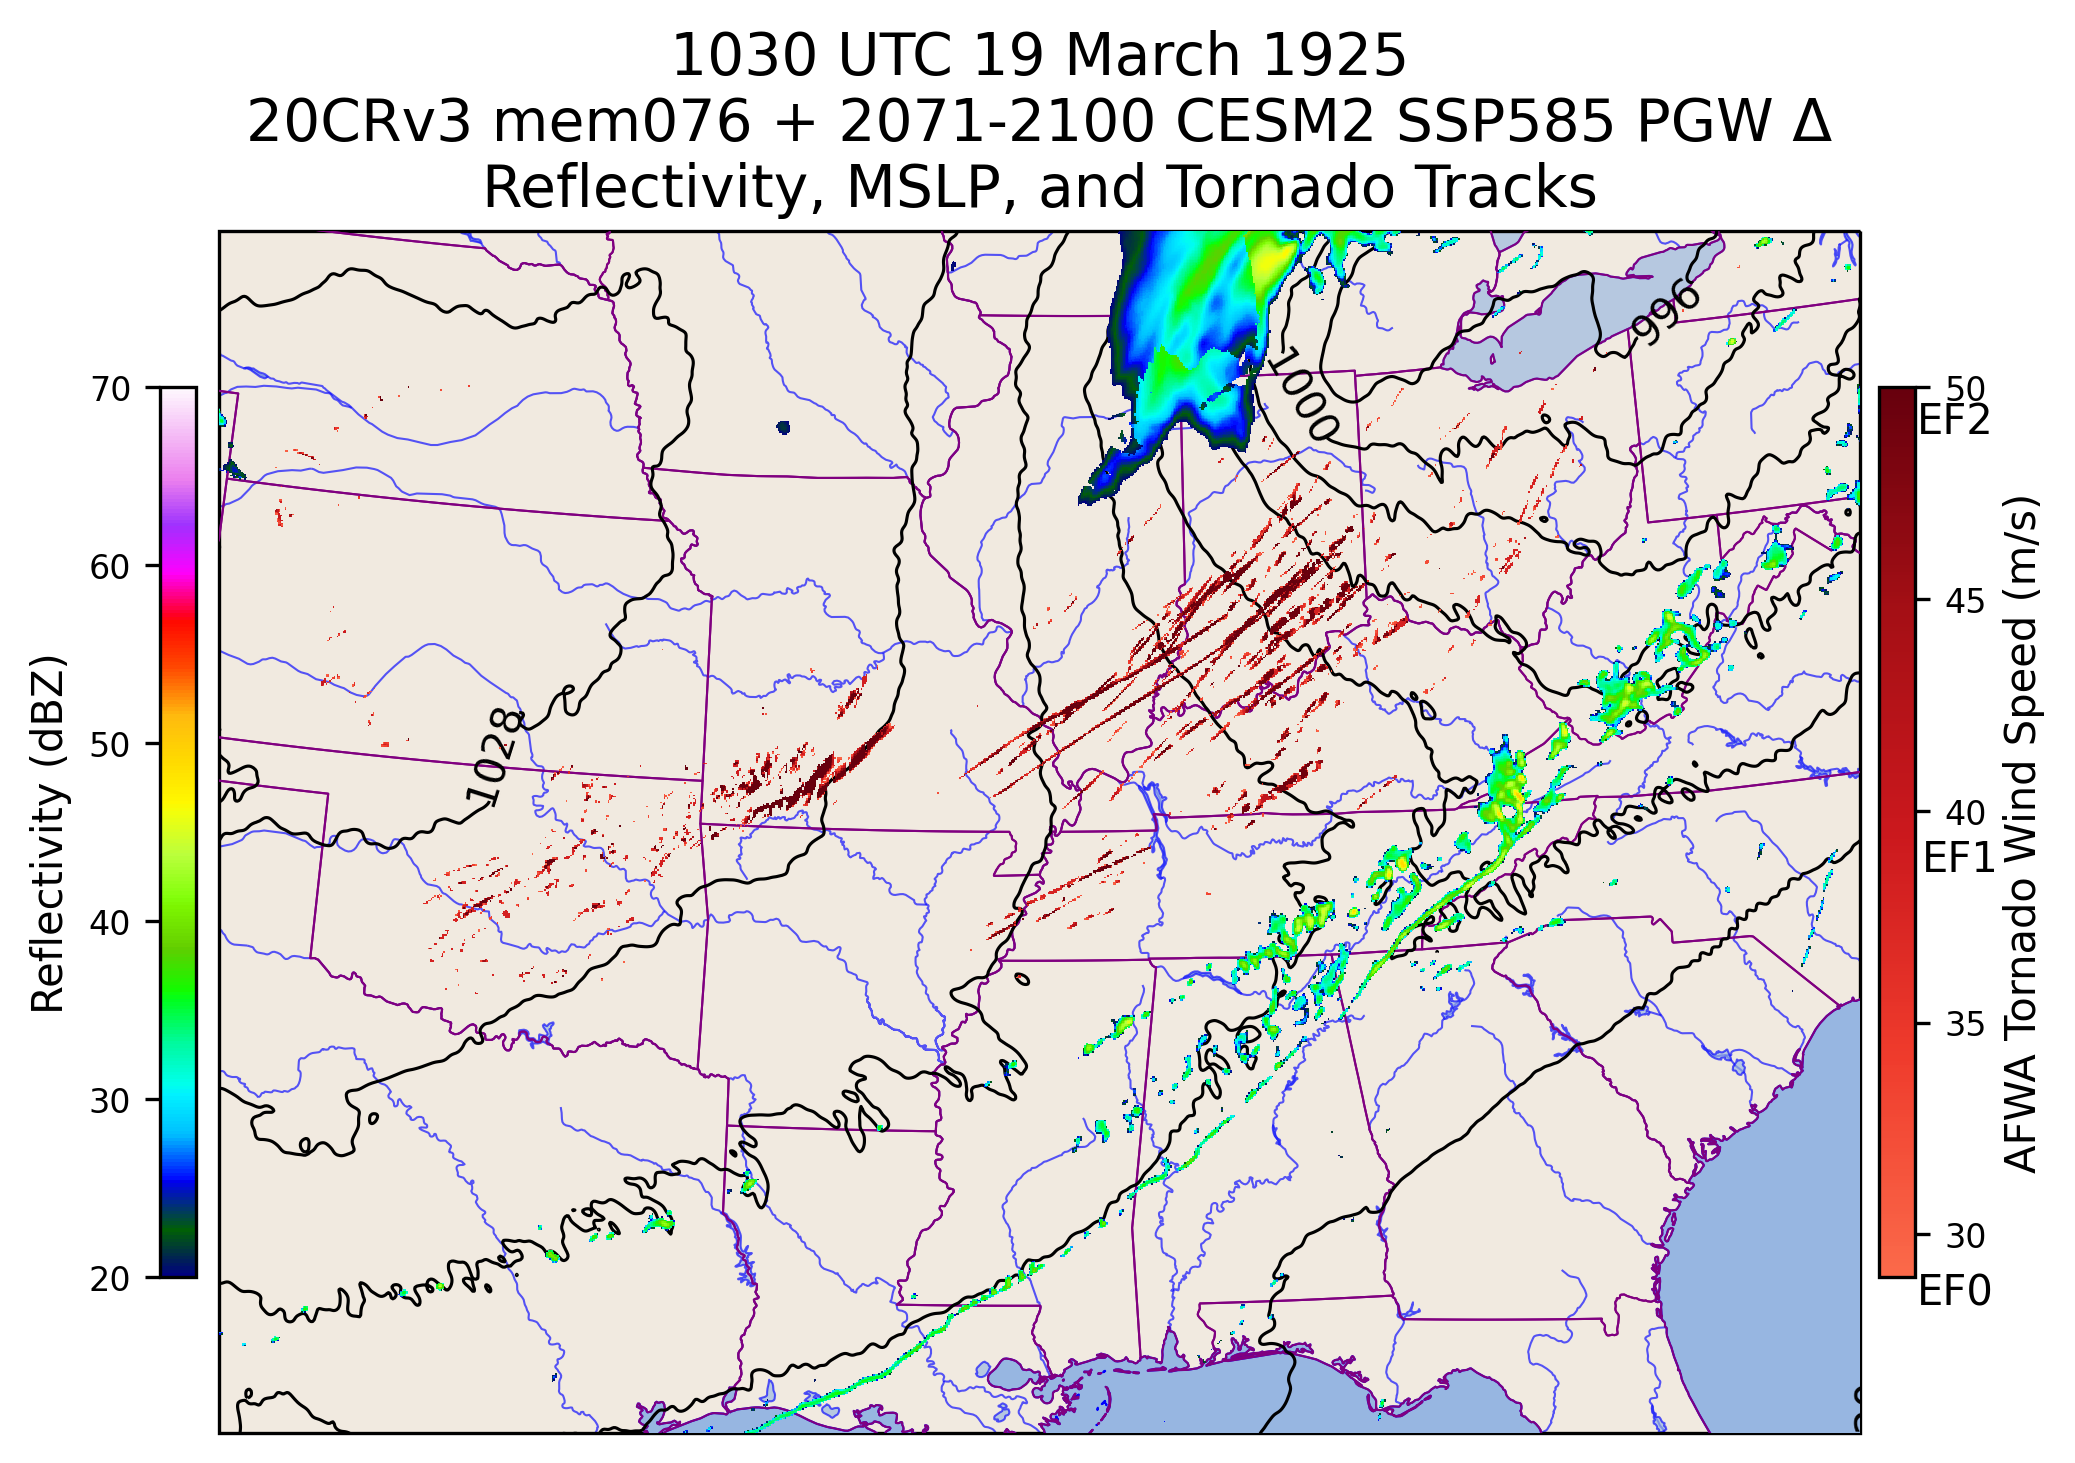 1030 UTC 19 March 1925
20CRv3 mem076 + 2071-2100 CESM2 SSP585 PGW Δ
Reflectivity, MSLP, and Tornado Tracks
70
60
50
40
30
20
Reflectivity (dBZ)
996
1000
1028
50
EF2
45
40
EF1
35
30
EF0
AFWA Tornado Wind Speed (m/s)